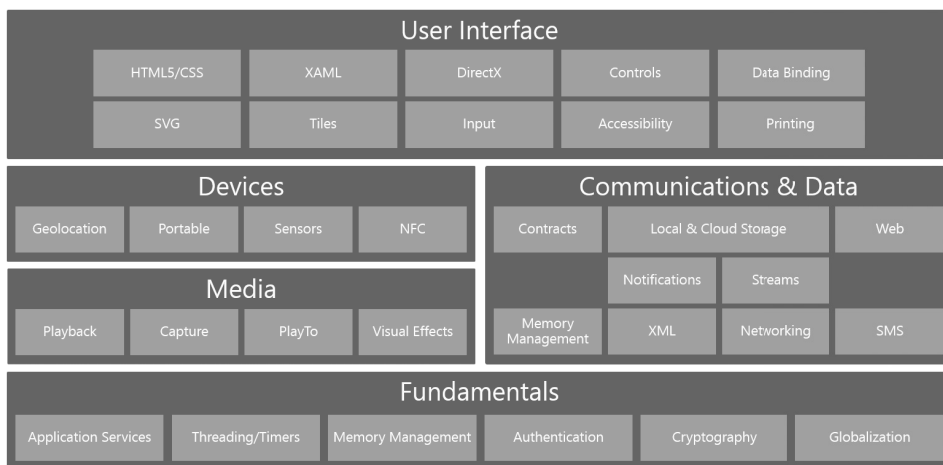 User Interface
HTML5/CSS XAML DirectX Controls Data Binding
SVG Tiles Input Accessibility Printing
Devices
Geolocation Portable Sensors NFC
Media
Playback Capture PlayTo Visual Effects
Communications & Data
Contracts Local & Cloud Storage Web
Notifications Streams
Memory
Management XML Networking SMS
Fundamentals
Application Services Threading/Timers Memory Management Authentication Cryptography Globalization